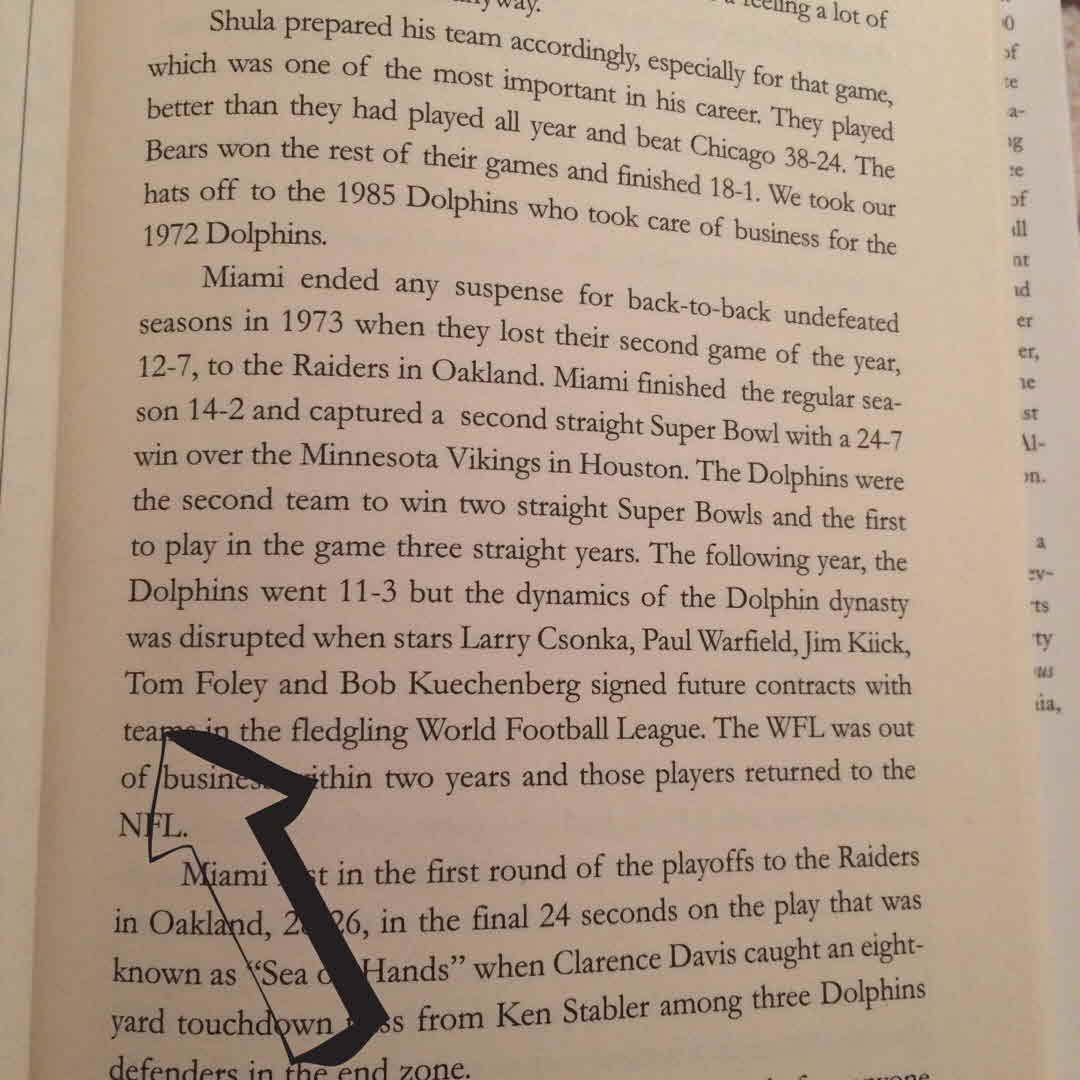 way.
feeling a lot of
Shula prepared his team accordingly, especially for that game,
which was one of the most important in his career. They played
better than they had played all year and beat Chicago 38-24. The
Bears won the rest of their games and finished 18-1. We took our
hats off to the 1985 Dolphins who took care of business for the
1972 Dolphins.
Miami ended any suspense for back-to-back undefeated
seasons in 1973 when they lost their second game of the year,
12-7, to the Raiders in Oakland. Miami finished the regular sea-
son 14-2 and captured a second straight Super Bowl with a 24-7
win over the Minnesota Vikings in Houston. The Dolphins were
the second team to win two straight Super Bowls and the first
to play in the game three straight years. The following year, the
Dolphins went 11-3 but the dynamics of the Dolphin dynasty
was disrupted when stars Larry Csonka, Paul Warfield, Jim Kiick,
Tom Foley and Bob Kuechenberg signed future contracts with
teams in the fledgling World Football League. The WFL was out
of business within two years and those players returned to the
NFL.
Miami in the first round of the playoffs to the Raiders
in Oakland, in the final 24 seconds on the play that was
known as "Sea of Hands" when Clarence Davis caught an eight-
yard touchdown from Ken Stabler among three Dolphins
defenders in the end zone.